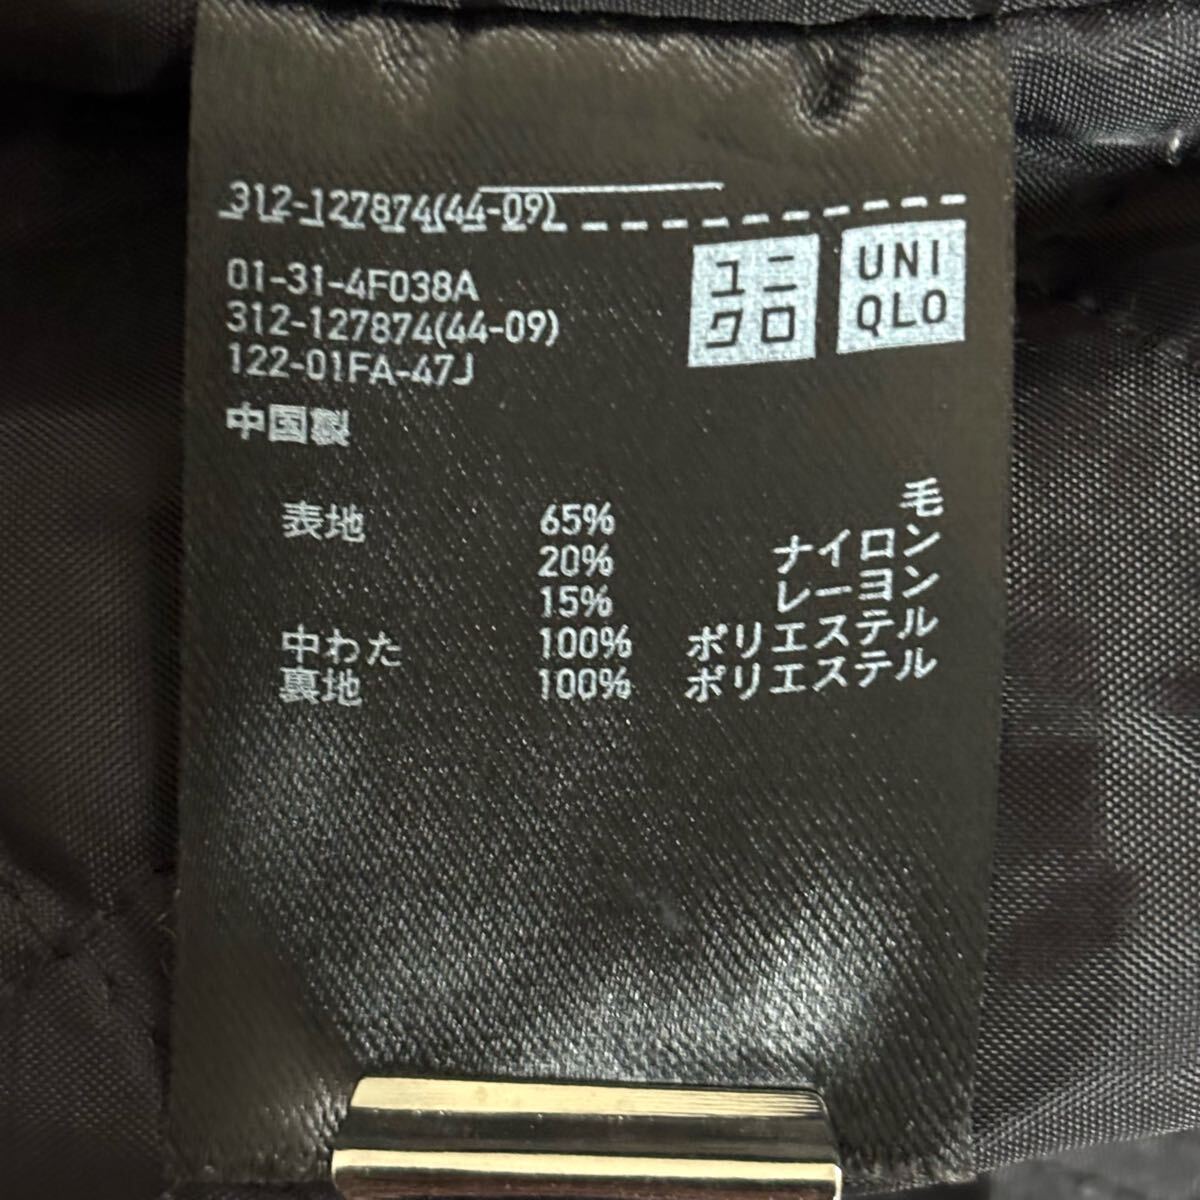 312-127874(44-09)
ユニ
クロ
UNI
QLO
01-31-4F038A
312-127874(44-09)
122-01FA-47J
中国製
表地 65% 毛
20% ナイロン
15% レーヨン
中わた 100% ポリエステル
裏地 100% ポリエステル